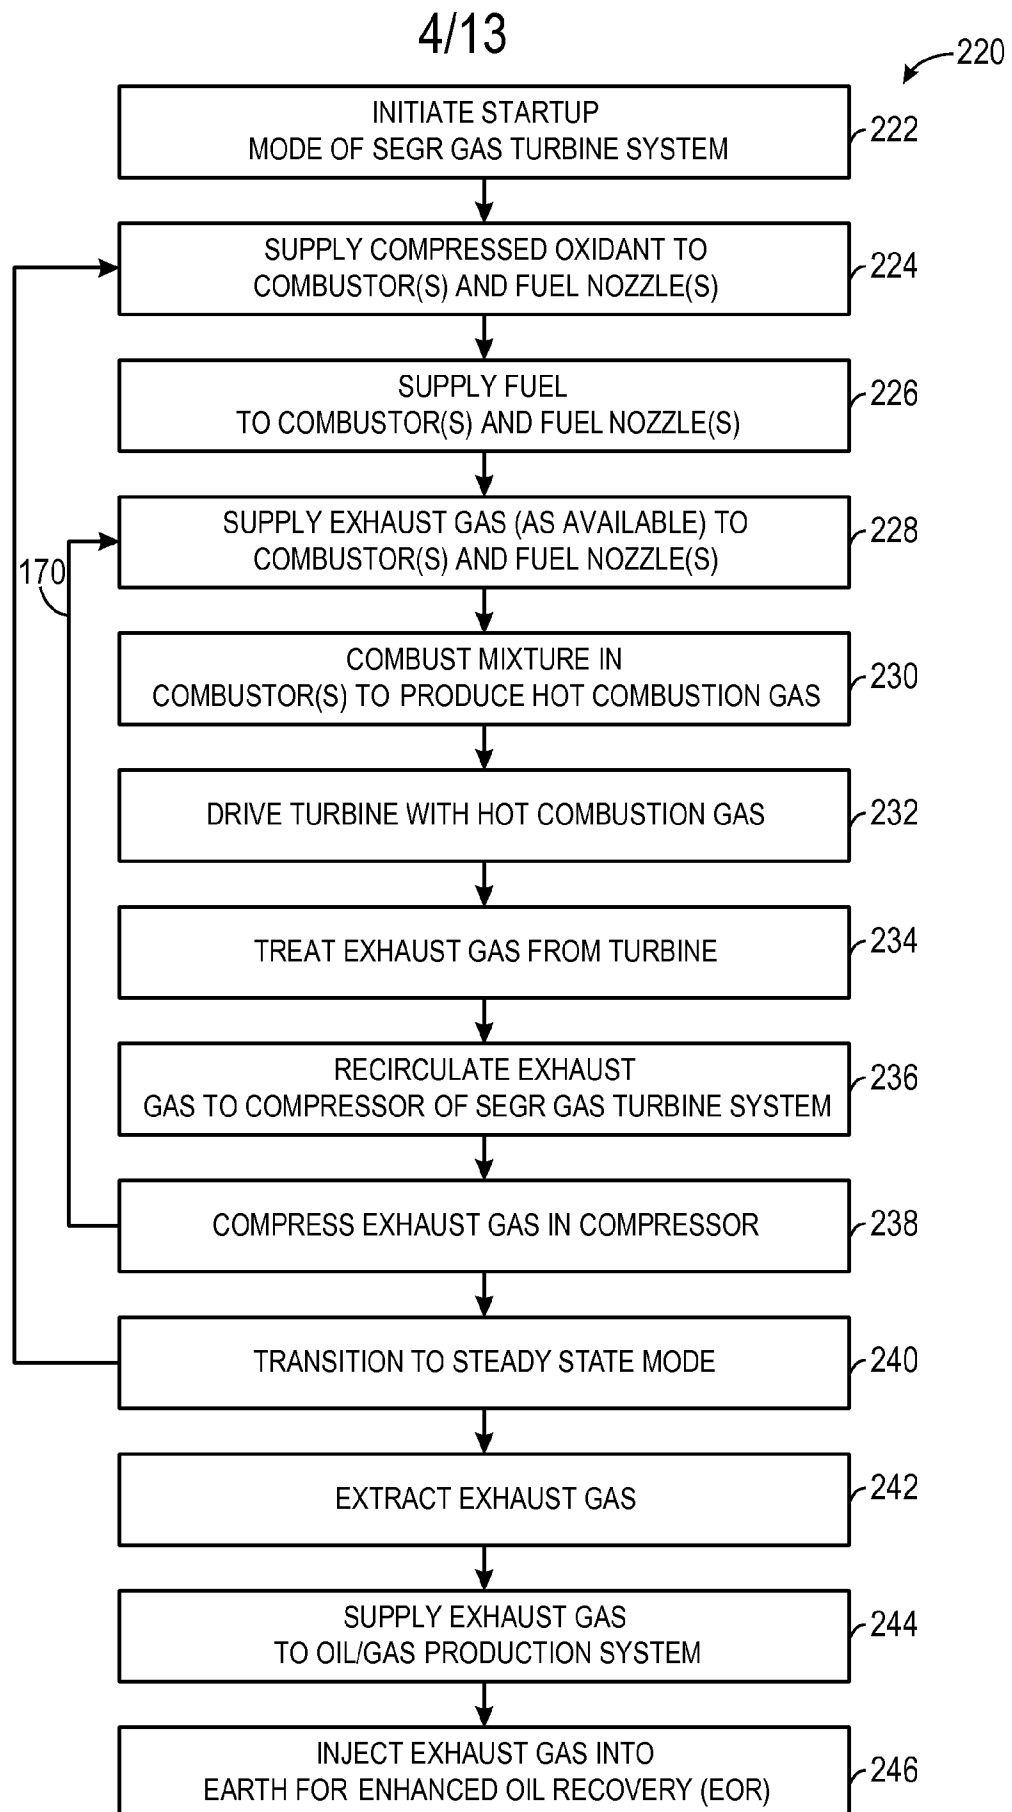 4/13
220
INITIATE STARTUP
MODE OF SEGR GAS TURBINE SYSTEM
222
SUPPLY COMPRESSED OXIDANT TO
COMBUSTOR(S) AND FUEL NOZZLE(S)
224
SUPPLY FUEL
TO COMBUSTOR(S) AND FUEL NOZZLE(S)
226
SUPPLY EXHAUST GAS (AS AVAILABLE) TO
COMBUSTOR(S) AND FUEL NOZZLE(S)
228
170
COMBUST MIXTURE IN
COMBUSTOR(S) TO PRODUCE HOT COMBUSTION GAS
230
DRIVE TURBINE WITH HOT COMBUSTION GAS
232
TREAT EXHAUST GAS FROM TURBINE
234
RECIRCULATE EXHAUST
GAS TO COMPRESSOR OF SEGR GAS TURBINE SYSTEM
236
COMPRESS EXHAUST GAS IN COMPRESSOR
238
TRANSITION TO STEADY STATE MODE
240
EXTRACT EXHAUST GAS
242
SUPPLY EXHAUST GAS
TO OIL/GAS PRODUCTION SYSTEM
244
INJECT EXHAUST GAS INTO
EARTH FOR ENHANCED OIL RECOVERY (EOR)
246